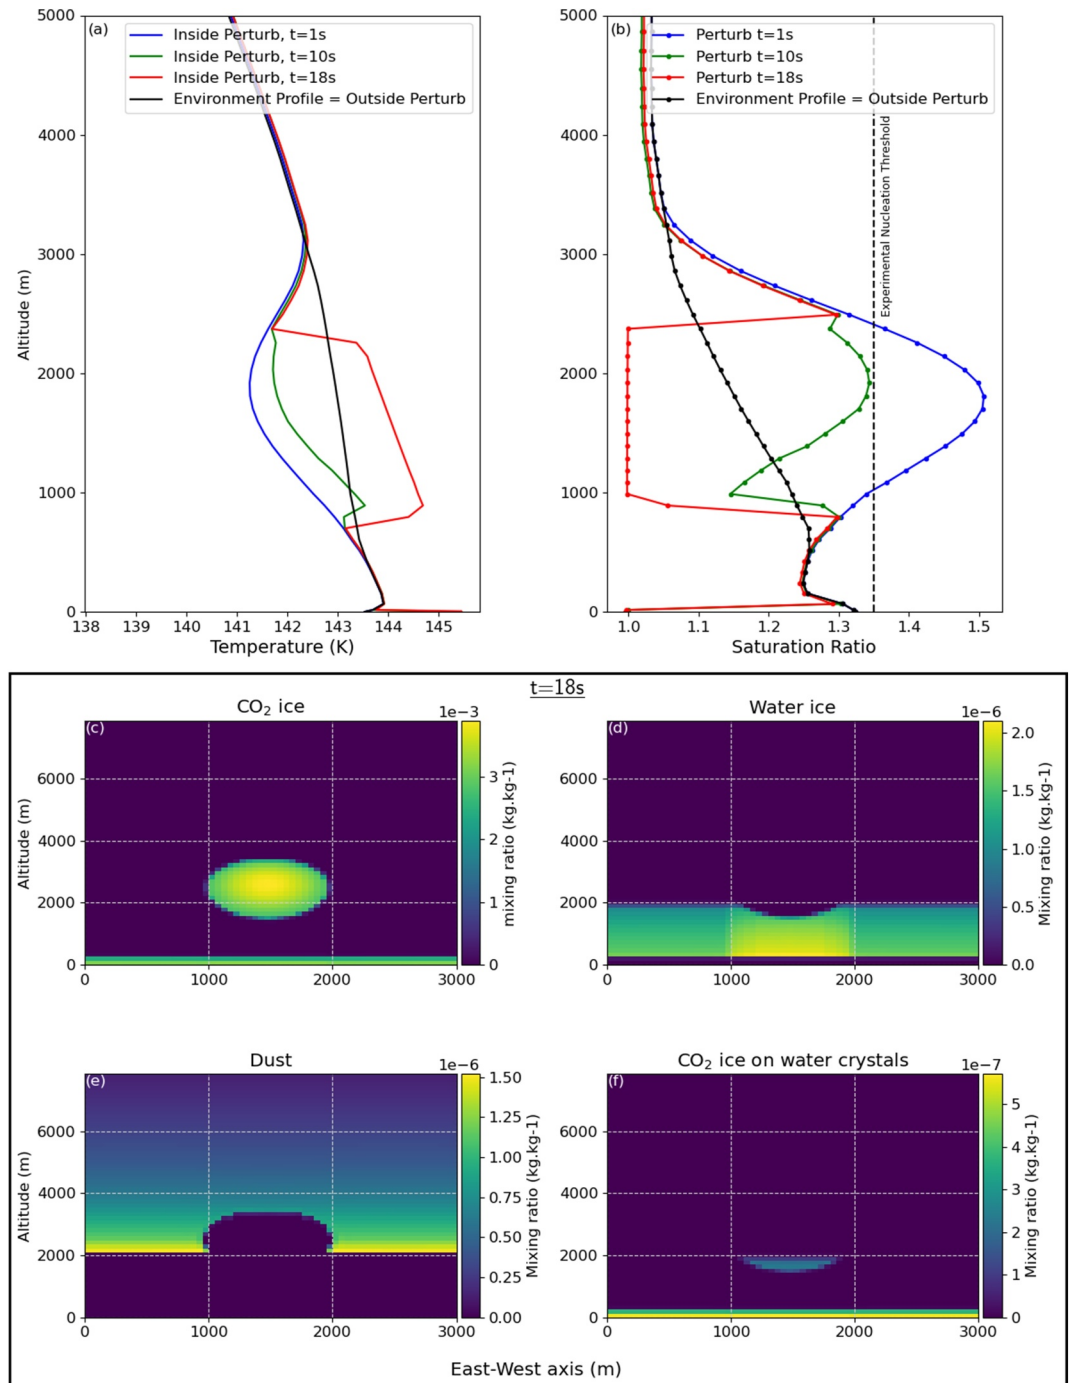 (a)
Inside Perturb, t=1s
Inside Perturb, t=10s
Inside Perturb, t=18s
Environment Profile = Outside Perturb
5000
4000
3000
2000
1000
0
Altitude (m)
138 139 140 141 142 143 144 145
Temperature (K)
(b)
Perturb t=1s
Perturb t=10s
Perturb t=18s
Environment Profile = Outside Perturb
Experimental Nucleation Threshold
5000
4000
3000
2000
1000
0
1.0 1.1 1.2 1.3 1.4 1.5
Saturation Ratio
t=18s
CO2 ice
(c)
1e−3
6000
4000
2000
0
Altitude (m)
0 1000 2000 3000
3
2
1
0
mixing ratio (kg.kg-1)
Water ice
(d)
1e−6
6000
4000
2000
0
0 1000 2000 3000
2.0
1.5
1.0
0.5
0.0
Mixing ratio (kg.kg-1)
Dust
(e)
1e−6
6000
4000
2000
0
Altitude (m)
0 1000 2000 3000
1.50
1.25
1.00
0.75
0.50
0.25
0.00
Mixing ratio (kg.kg-1)
CO2 ice on water crystals
(f)
1e−7
6000
4000
2000
0
0 1000 2000 3000
5
4
3
2
1
0
Mixing ratio (kg.kg-1)
East-West axis (m)